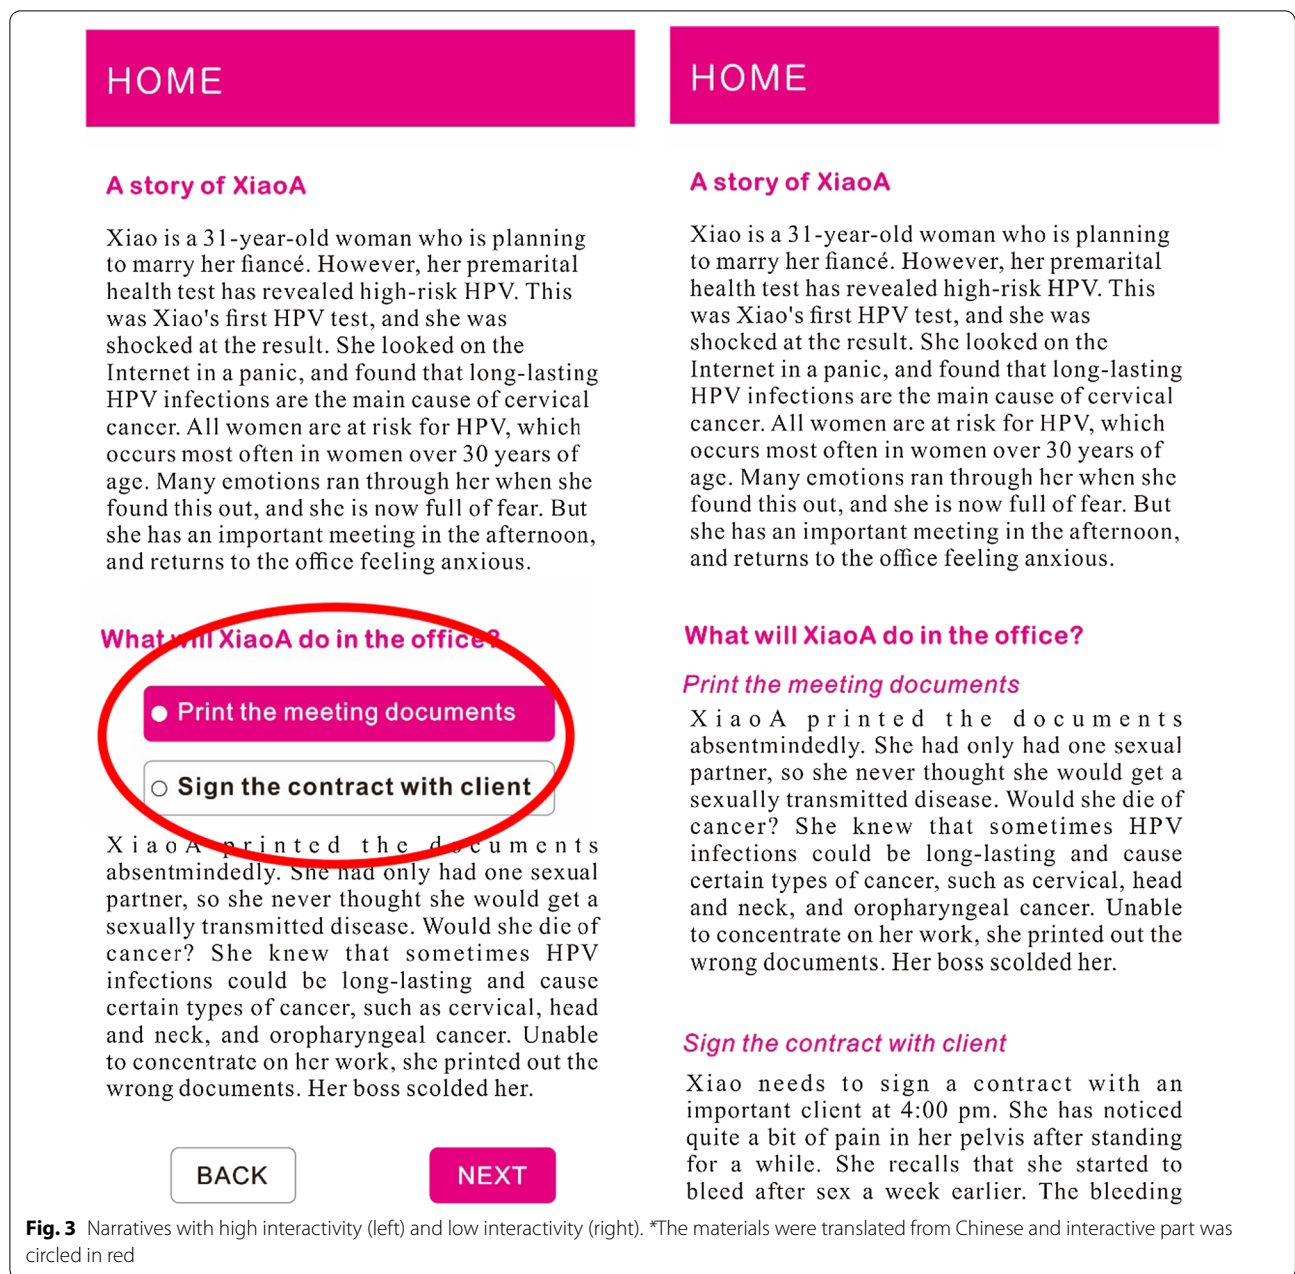 HOME
A story of XiaoA
Xiao is a 31-year-old woman who is planning
to marry her fiancé. However, her premarital
health test has revealed high-risk HPV. This
was Xiao's first HPV test, and she was
shocked at the result. She looked on the
Internet in a panic, and found that long-lasting
HPV infections are the main cause of cervical
cancer. All women are at risk for HPV, which
occurs most often in women over 30 years of
age. Many emotions ran through her when she
found this out, and she is now full of fear. But
she has an important meeting in the afternoon,
and returns to the office feeling anxious.
What will XiaoA do in the office?
Print the meeting documents
Sign the contract with client
XiaoA printed the documents
absentmindedly. She had only had one sexual
partner, so she never thought she would get a
sexually transmitted disease. Would she die of
cancer? She knew that sometimes HPV
infections could be long-lasting and cause
certain types of cancer, such as cervical, head
and neck, and oropharyngeal cancer. Unable
to concentrate on her work, she printed out the
wrong documents. Her boss scolded her.
BACK
NEXT
HOME
A story of XiaoA
Xiao is a 31-year-old woman who is planning
to marry her fiancé. However, her premarital
health test has revealed high-risk HPV. This
was Xiao's first HPV test, and she was
shocked at the result. She looked on the
Internet in a panic, and found that long-lasting
HPV infections are the main cause of cervical
cancer. All women are at risk for HPV, which
occurs most often in women over 30 years of
age. Many emotions ran through her when she
found this out, and she is now full of fear. But
she has an important meeting in the afternoon,
and returns to the office feeling anxious.
What will XiaoA do in the office?
Print the meeting documents
XiaoA printed the documents
absentmindedly. She had only had one sexual
partner, so she never thought she would get a
sexually transmitted disease. Would she die of
cancer? She knew that sometimes HPV
infections could be long-lasting and cause
certain types of cancer, such as cervical, head
and neck, and oropharyngeal cancer. Unable
to concentrate on her work, she printed out the
wrong documents. Her boss scolded her.
Sign the contract with client
Xiao needs to sign a contract with an
important client at 4:00 pm. She has noticed
quite a bit of pain in her pelvis after standing
for a while. She recalls that she started to
bleed after sex a week earlier. The bleeding
Fig. 3 Narratives with high interactivity (left) and low interactivity (right). *The materials were translated from Chinese and interactive part was
circled in red